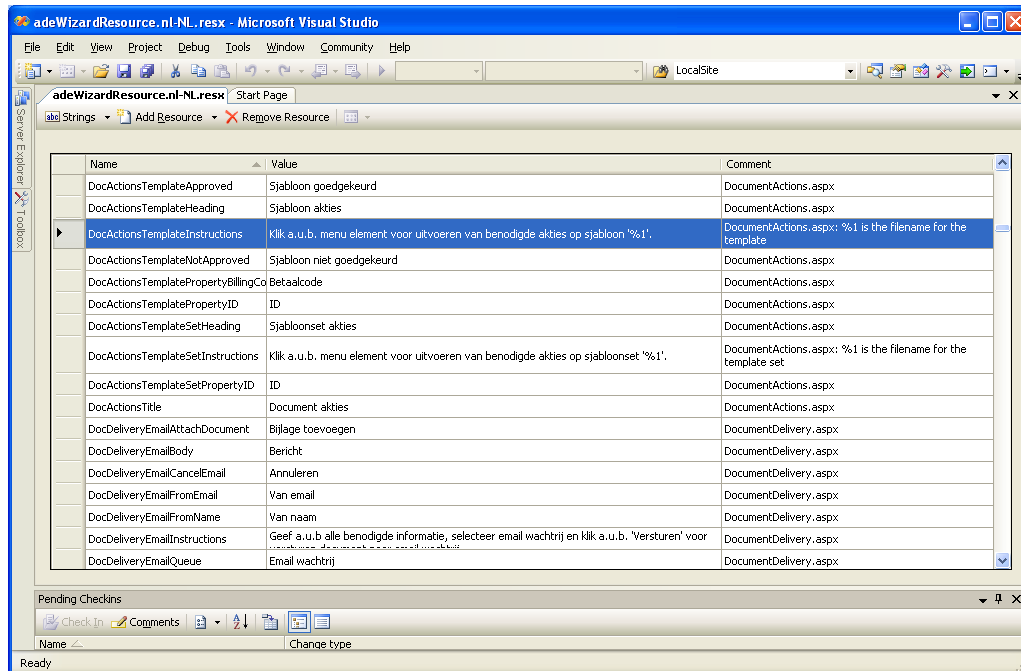 adeWizardResource.nl-NL.resx - Microsoft Visual Studio
File Edit View Project Debug Tools Window Community Help
LocalSite
Server Explorer
Toolbox
adeWizardResource.nl-NL.resx Start Page
abc Strings Add Resource Remove Resource
Name Value Comment
DocActionsTemplateApproved Sjabloon goedgekeurd DocumentActions.aspx
DocActionsTemplateHeading Sjabloon akties DocumentActions.aspx
DocActionsTemplateInstructions Klik a.u.b. menu element voor uitvoeren van benodigde akties op sjabloon '%1'. DocumentActions.aspx: %1 is the filename for the
template
DocActionsTemplateNotApproved Sjabloon niet goedgekeurd DocumentActions.aspx
DocActionsTemplatePropertyBillingCo Betaalcode DocumentActions.aspx
DocActionsTemplatePropertyID ID DocumentActions.aspx
DocActionsTemplateSetHeading Sjabloonset akties DocumentActions.aspx
DocActionsTemplateSetInstructions Klik a.u.b. menu element voor uitvoeren van benodigde akties op sjabloonset '%1'. DocumentActions.aspx: %1 is the filename for the
template set
DocActionsTemplateSetPropertyID ID DocumentActions.aspx
DocActionsTitle Document akties DocumentActions.aspx
DocDeliveryEmailAttachDocument Bijlage toevoegen DocumentDelivery.aspx
DocDeliveryEmailBody Bericht DocumentDelivery.aspx
DocDeliveryEmailCancelEmail Annuleren DocumentDelivery.aspx
DocDeliveryEmailFromEmail Van email DocumentDelivery.aspx
DocDeliveryEmailFromName Van naam DocumentDelivery.aspx
DocDeliveryEmailInstructions Geef a.u.b alle benodigde informatie, selecteer email wachtrij en klik a.u.b. 'Versturen' voor DocumentDelivery.aspx
DocDeliveryEmailQueue Email wachtrij DocumentDelivery.aspx
Pending Checkins
Check In Comments
Name Change type
Ready